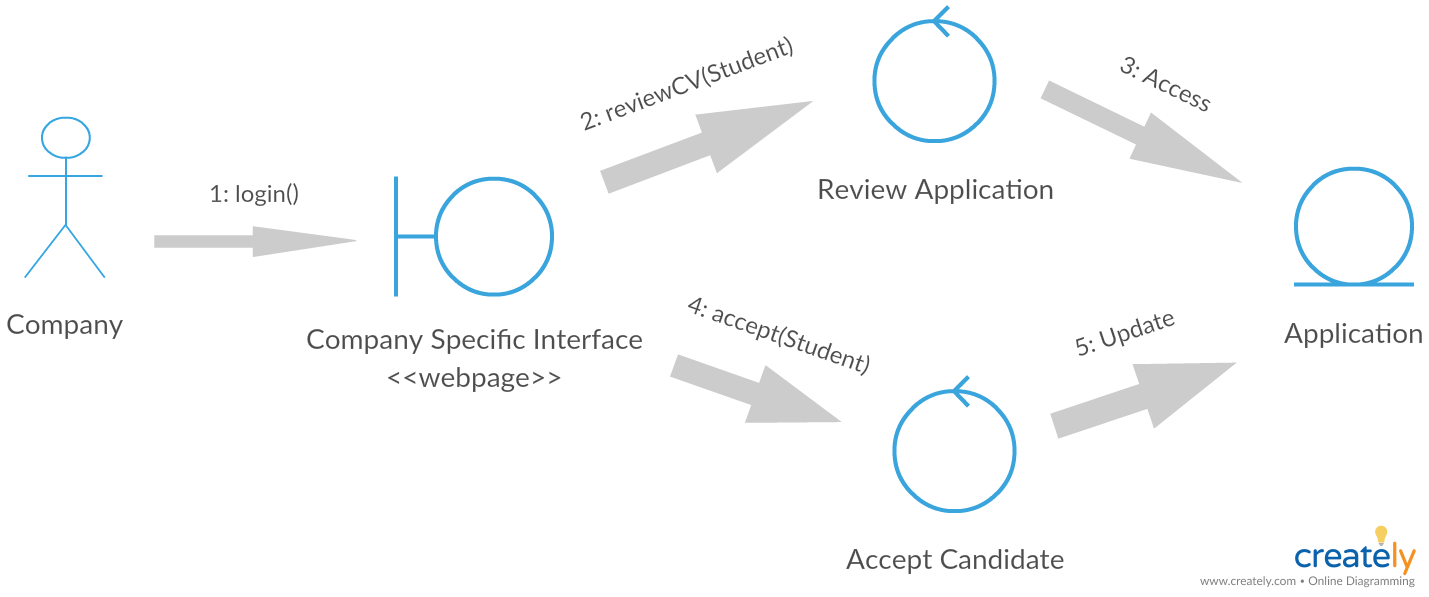 1: login()
2: reviewCV(Student)
3: Access
Company
Company Specific Interface
<<webpage>>
Review Application
4: accept(Student)
5: Update
Application
Accept Candidate
creately
www.creately.com • Online Diagramming